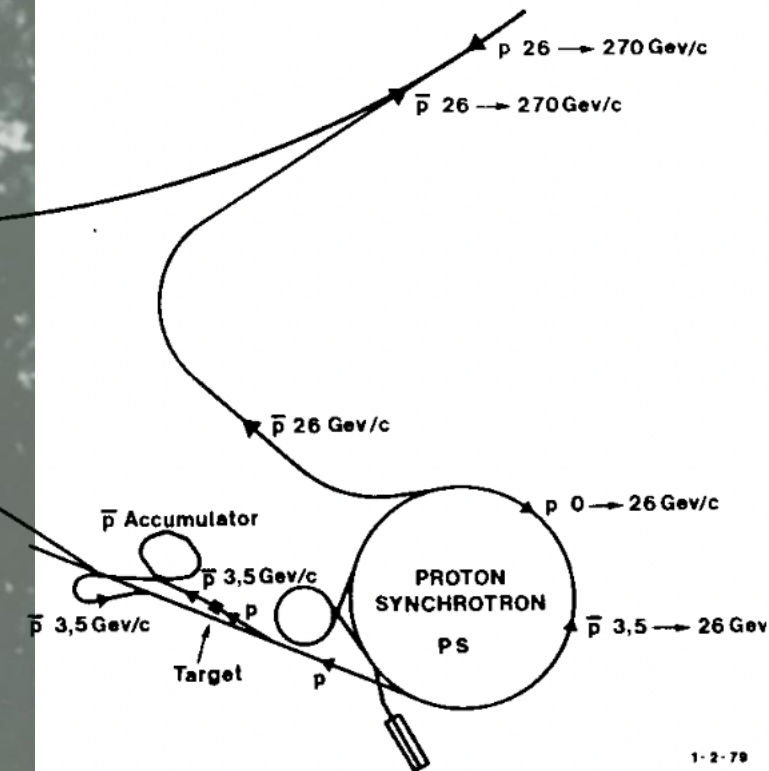 p 26 → 270 Gev/c
p̅ 26 → 270 Gev/c
p̅ 26 Gev/c
p 0 → 26 Gev/c
p̅ Accumulator
p̅ 3,5 Gev/c
PROTON
SYNCHROTRON
PS
p̅ 3,5 → 26 Gev
p
p̅ 3,5 Gev/c
Target
p
1-2-79